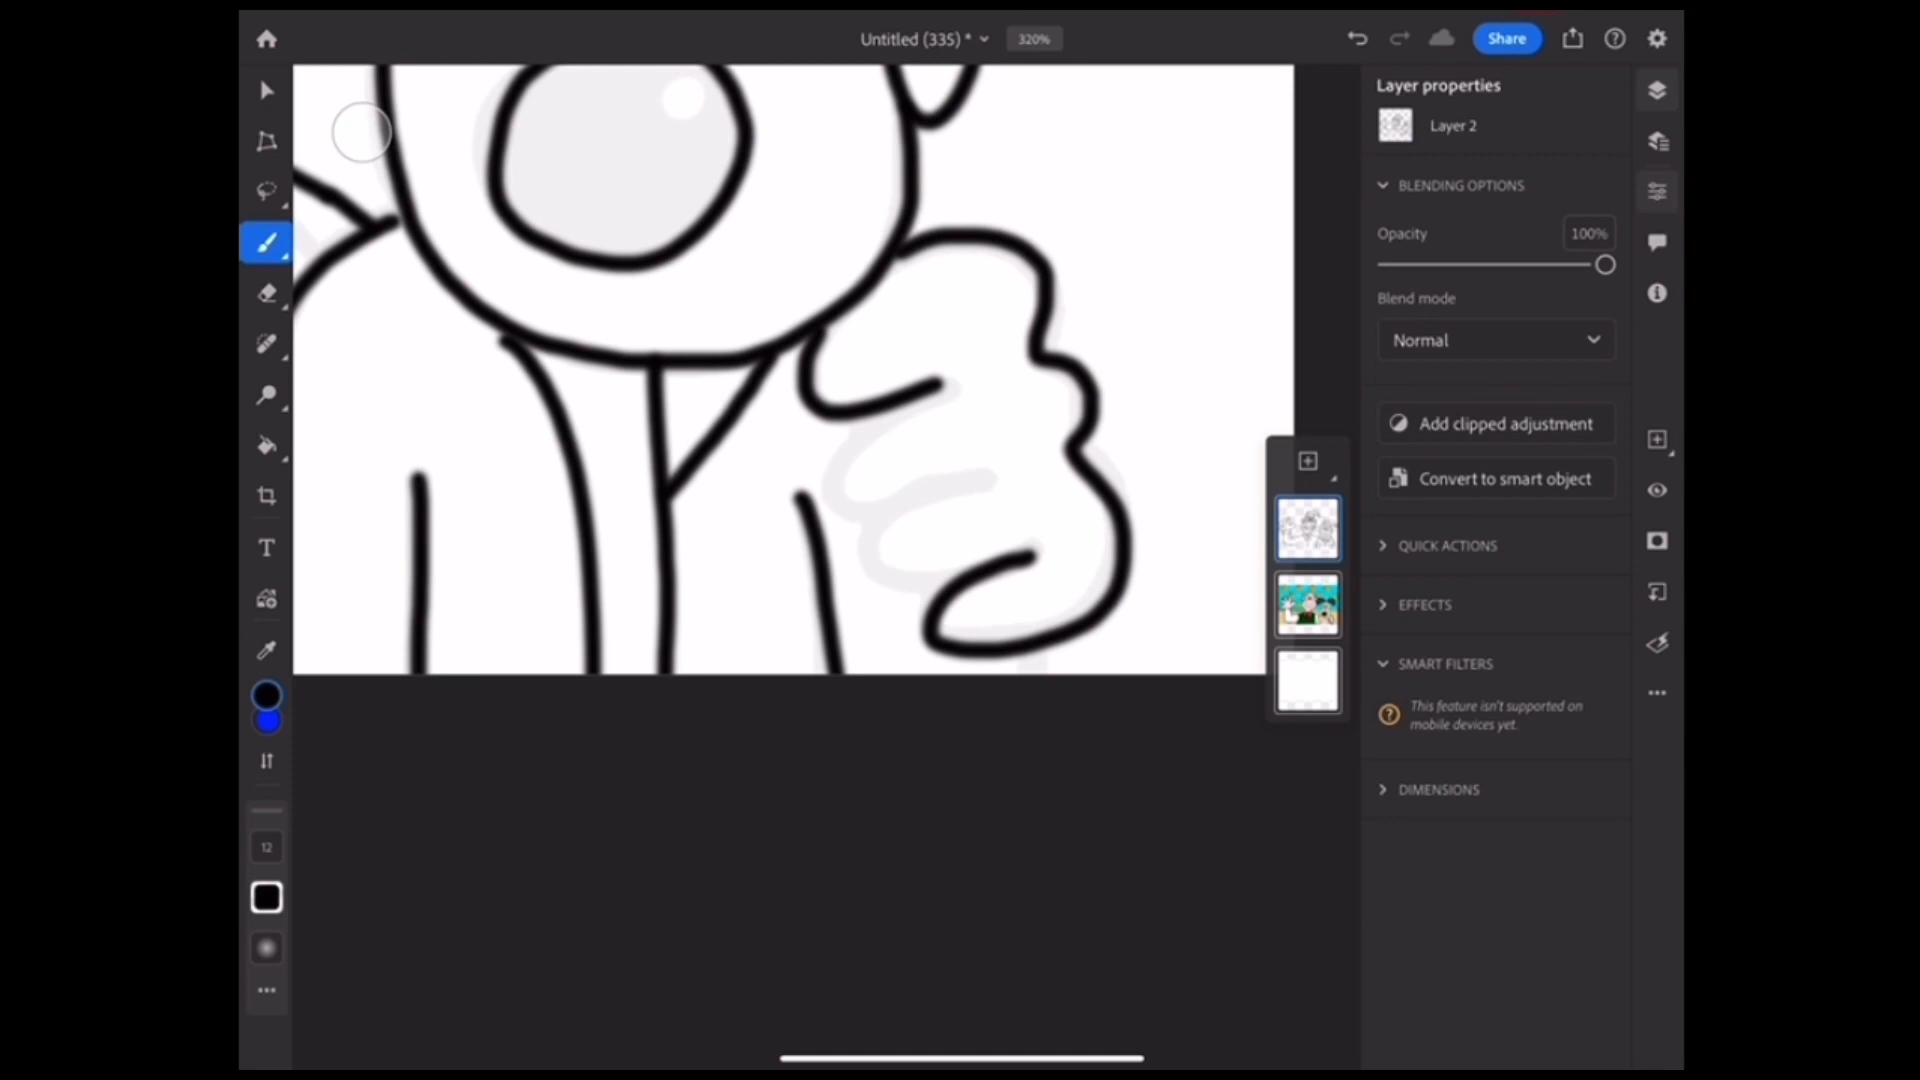 Untitled (335) *
320%
Share
Layer properties
Layer 2
BLENDING OPTIONS
Opacity
100%
Blend mode
Normal
Add clipped adjustment
Convert to smart object
QUICK ACTIONS
EFFECTS
SMART FILTERS
This feature isn't supported on
mobile devices yet.
DIMENSIONS
12